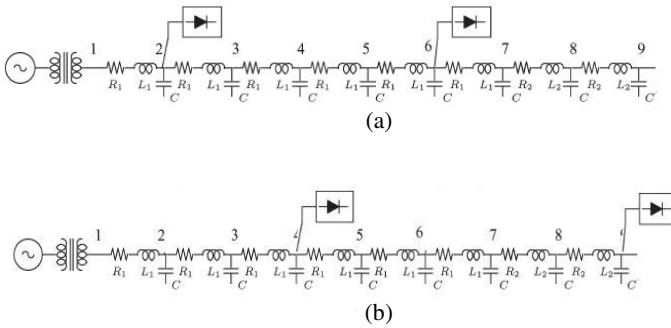 1 2 3 4 5 6 7 8 9
R₁ L₁ C R₁ L₁ C R₁ L₁ C R₁ L₁ C R₁ L₁ C R₁ L₁ C R₂ L₂ C R₂ L₂ C
(a)
1 2 3 5 6 7 8
R₁ L₁ C R₁ L₁ C R₁ L₁ C R₁ L₁ C R₁ L₁ C R₁ L₁ C R₂ L₂ C R₂ L₂ C
(b)